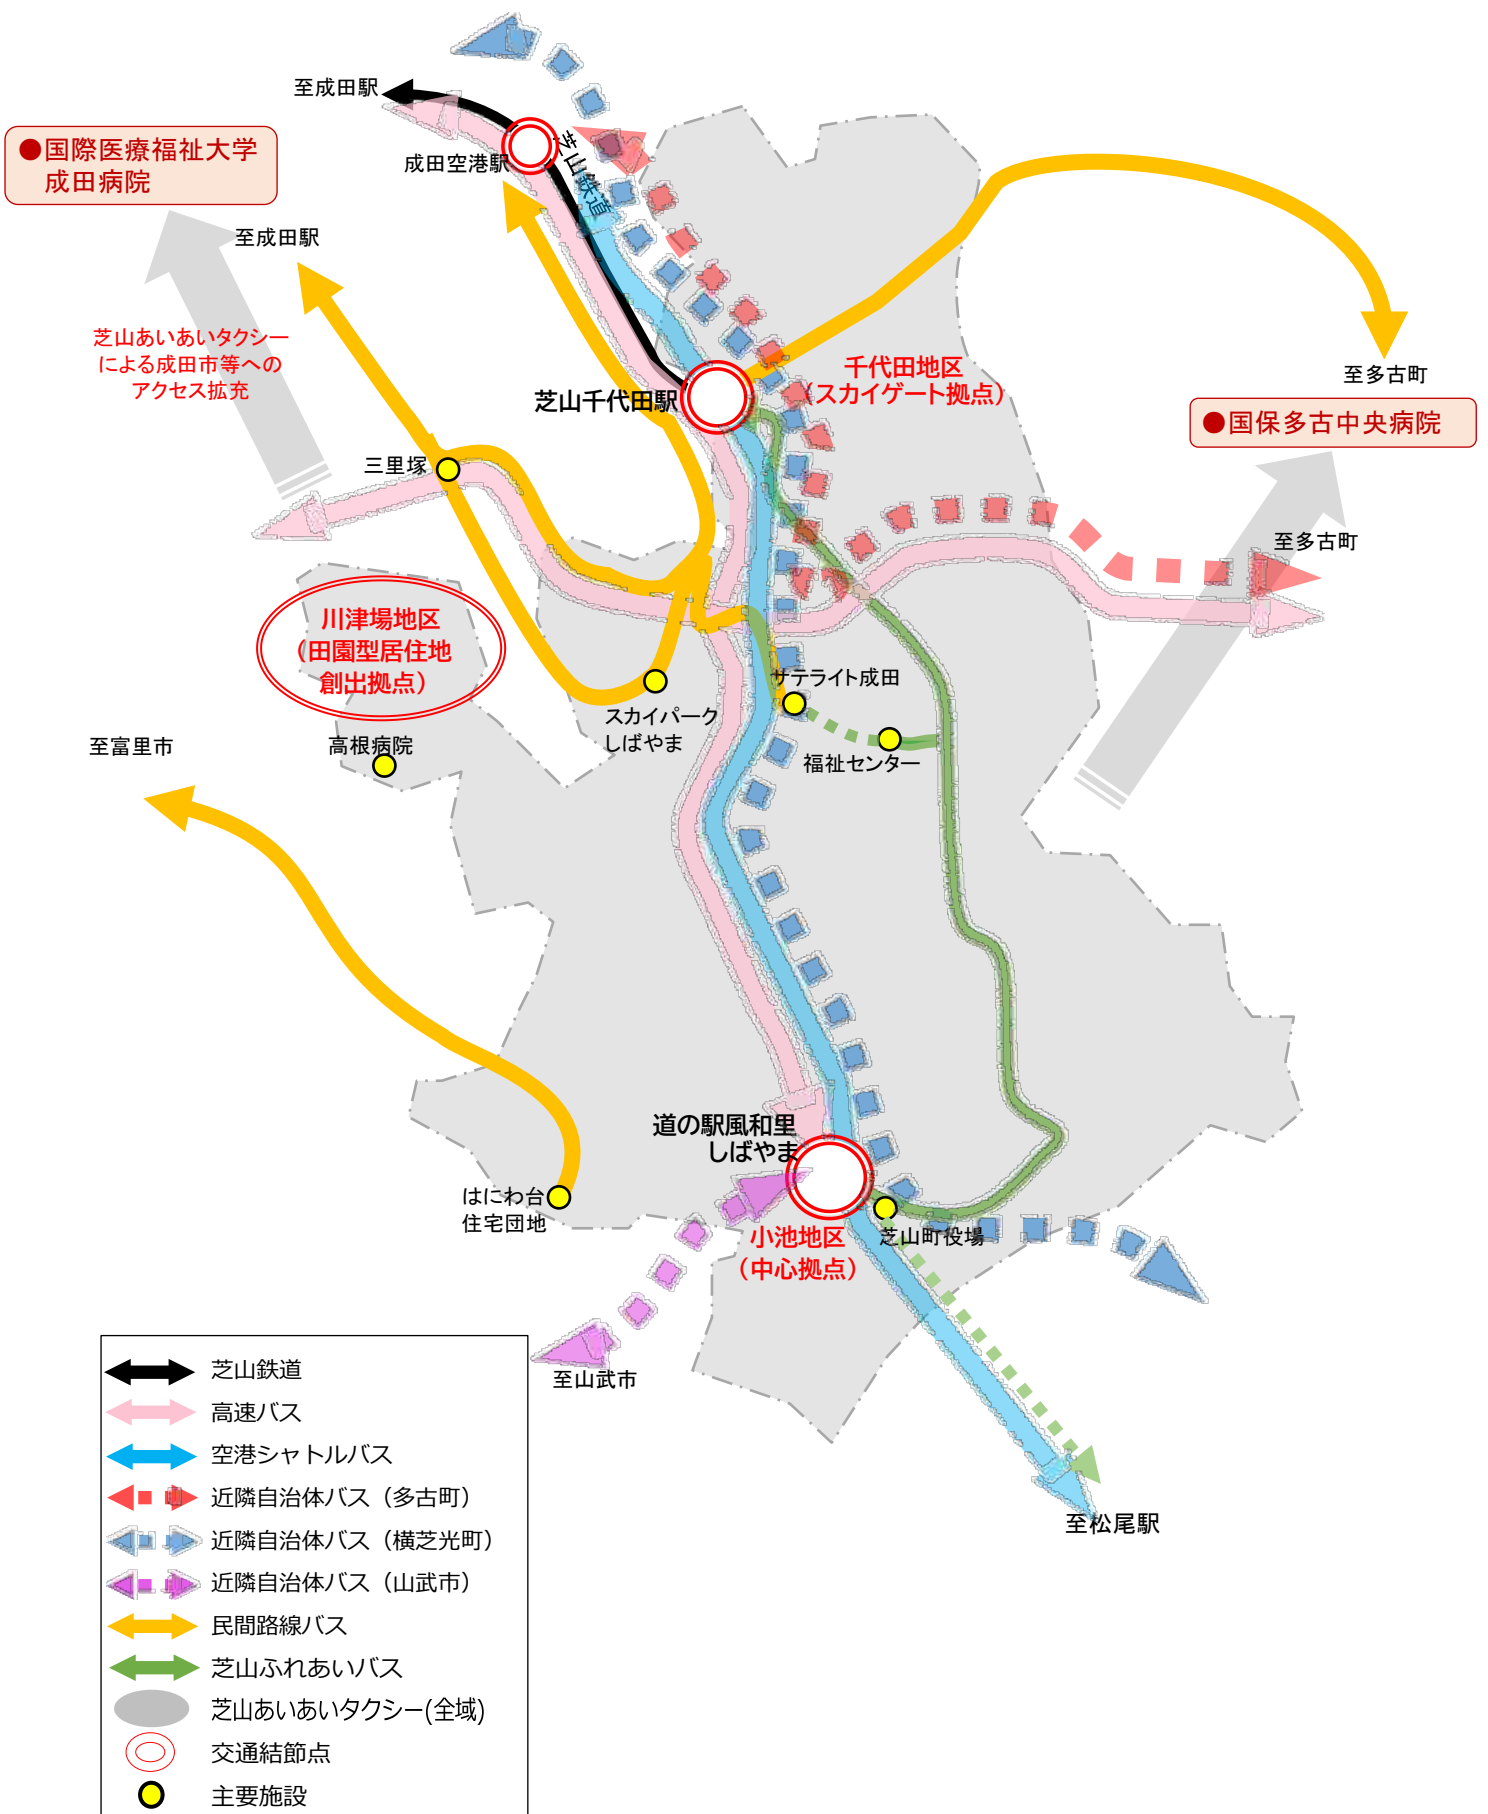 至成田駅
●国際医療福祉大学
成田病院
成田空港駅
芝山鉄道
至成田駅
芝山あいあいタクシー
による成田市等への
アクセス拡充
千代田地区
（スカイゲート拠点）
至多古町
芝山千代田駅
●国保多古中央病院
三里塚
至多古町
川津場地区
（田園型居住地
創出拠点）
サテライト成田
スカイパーク
しばやま
至富里市
高根病院
福祉センター
道の駅風和里
しばやま
はにわ台
住宅団地
小池地区
（中心拠点）
芝山町役場
至山武市
至松尾駅
芝山鉄道
高速バス
空港シャトルバス
近隣自治体バス（多古町）
近隣自治体バス（横芝光町）
近隣自治体バス（山武市）
民間路線バス
芝山ふれあいバス
芝山あいあいタクシー(全域)
交通結節点
主要施設